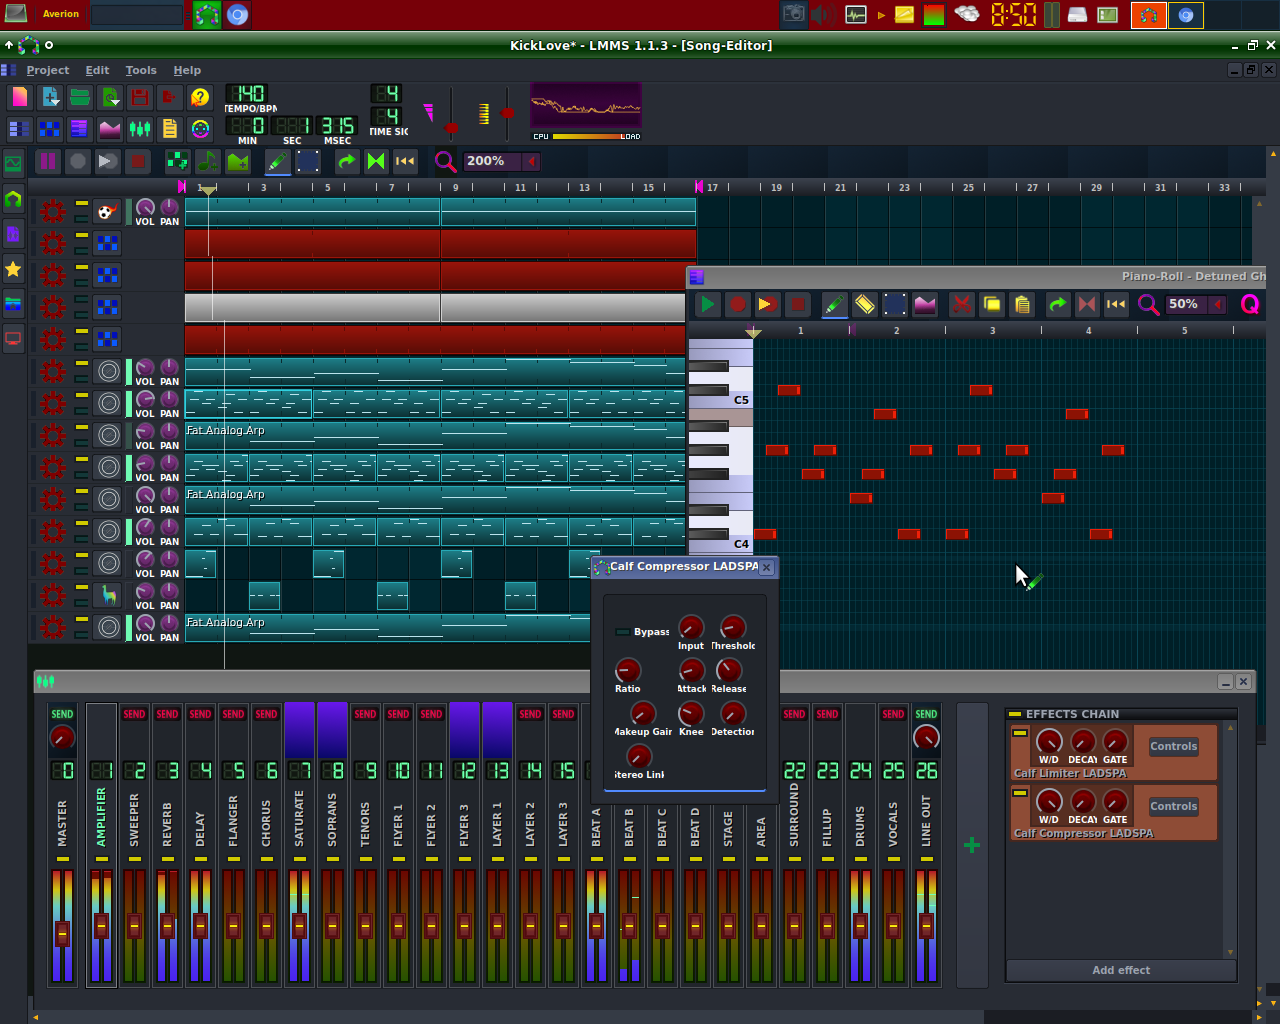 Averion
8:50
KickLove* - LMMS 1.1.3 - [Song-Editor]
Project Edit Tools Help
140
TEMPO/BPM
4
4
TIME SIG
0 1 315
MIN SEC MSEC
CPU LOAD
200%
1 3 5 7 9 11 13 15 17 19 21 23 25 27 29 31 33
VOL PAN
Piano-Roll - Detuned Gh
50%
Q
1 2 3 4 5
C5
C4
VOL PAN
VOL PAN
Fat.Analog.Arp
VOL PAN
VOL PAN
Fat.Analog.Arp
VOL PAN
VOL PAN
VOL PAN
VOL PAN
Fat.Analog.Arp
VOL PAN
Calf Compressor LADSPA
Bypass
Input Threshold
Ratio Attack Release
Makeup Gain Knee Detection
Stereo Link
SEND SEND SEND SEND SEND SEND SEND SEND SEND SEND SEND SEND SEND SEND SEND
0 1 2 3 4 5 6 7 8 9 10 11 12 13 14 15 22 23 24 25 26
MASTER AMPLIFIER SWEEPER REVERB DELAY FLANGER CHORUS SATURATE SOPRANS TENORS FLYER 1 FLYER 2 FLYER 3 LAYER 1 LAYER 2 LAYER 3 BEAT A BEAT B BEAT C BEAT D STAGE AREA SURROUND FILLUP DRUMS VOCALS LINE OUT
EFFECTS CHAIN
W/D DECAY GATE
Controls
Calf Limiter LADSPA
W/D DECAY GATE
Controls
Calf Compressor LADSPA
Add effect